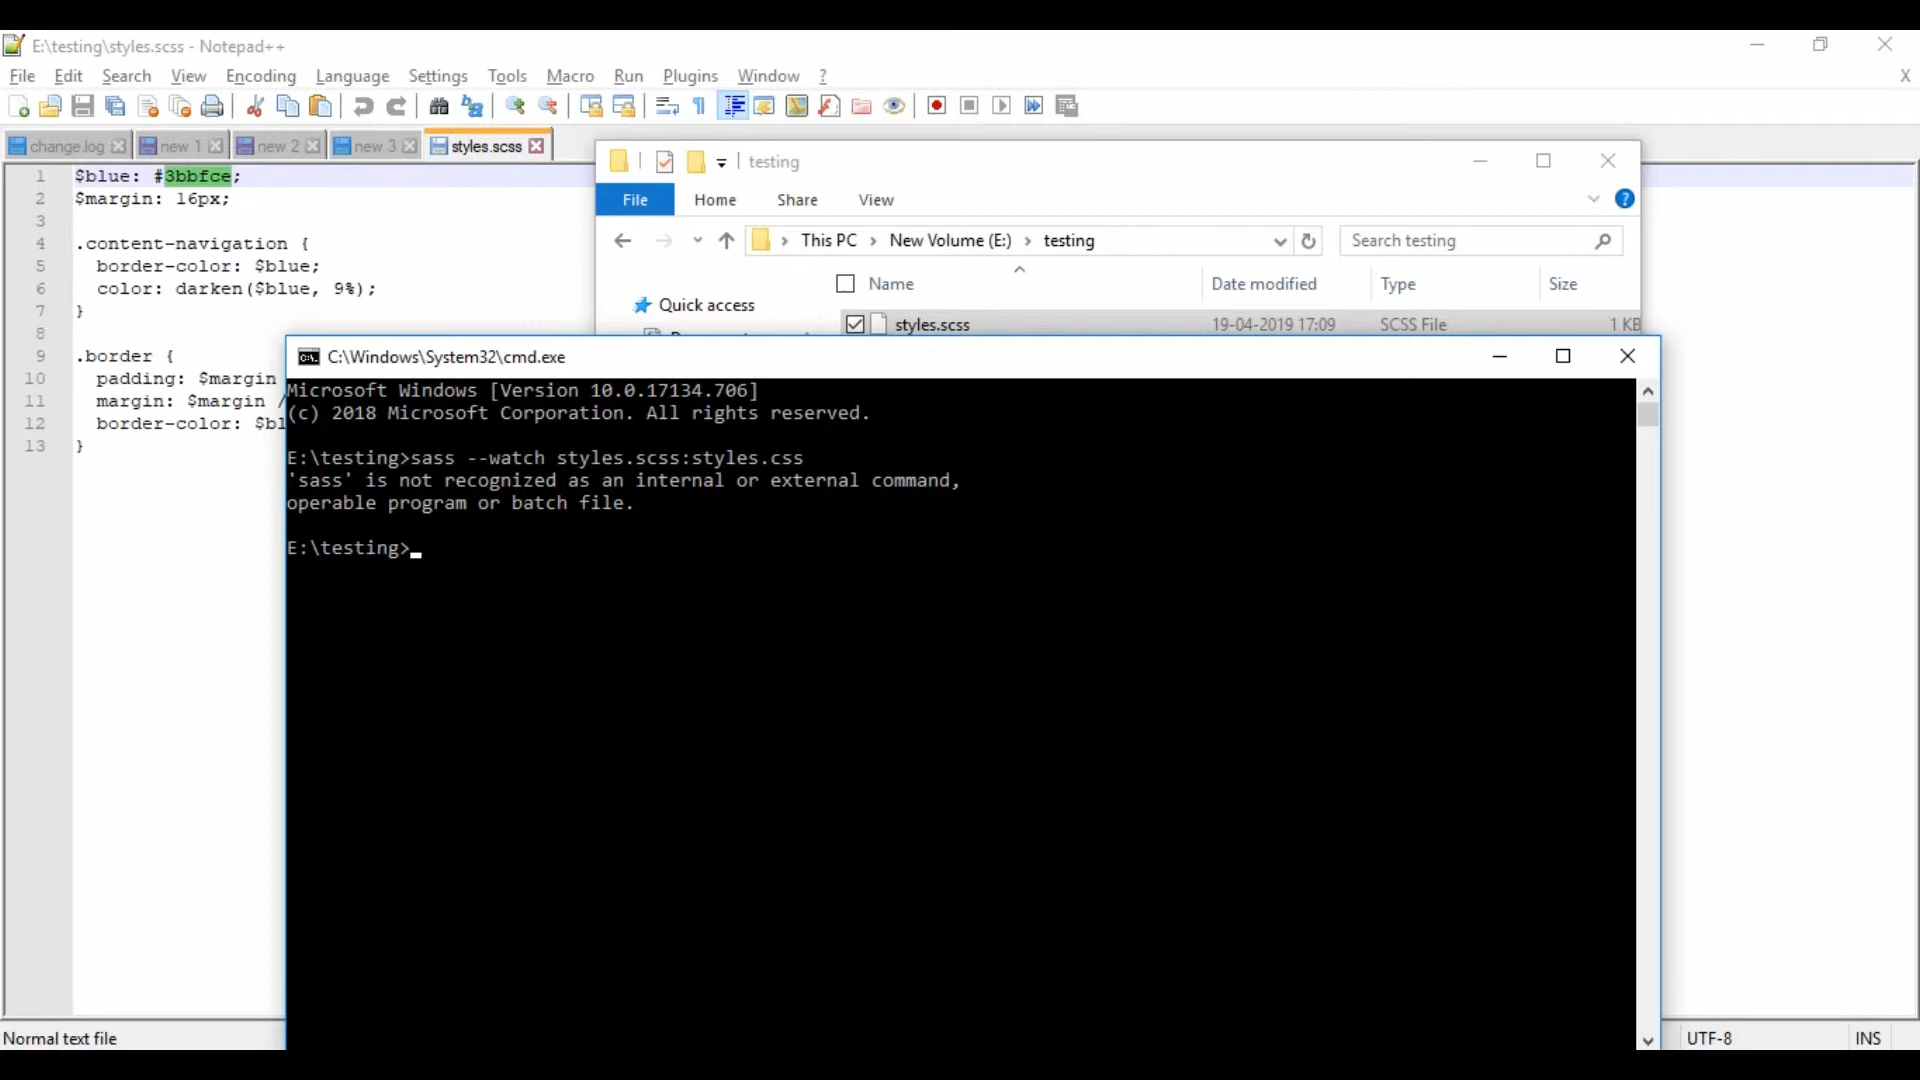 E:\testing\styles.scss - Notepad++
File Edit Search View Encoding Language Settings Tools Macro Run Plugins Window ? X
change.log new 1 new 2 new 3 styles.scss
1 $blue: #3bbfce;
2 $margin: 16px;
3
4 .content-navigation {
5 border-color: $blue;
6 color: darken($blue, 9%);
7 }
8
9 .border {
10 padding: $margin
11 margin: $margin /
12 border-color: $bl
13 }
testing
File Home Share View
This PC New Volume (E:) testing
Search testing
Name Date modified Type Size
Quick access
styles.scss 19-04-2019 17:09 SCSS File 1 KB
C:\Windows\System32\cmd.exe
Microsoft Windows [Version 10.0.17134.706]
(c) 2018 Microsoft Corporation. All rights reserved.
E:\testing>sass --watch styles.scss:styles.css
'sass' is not recognized as an internal or external command,
operable program or batch file.
E:\testing>
Normal text file
UTF-8
INS